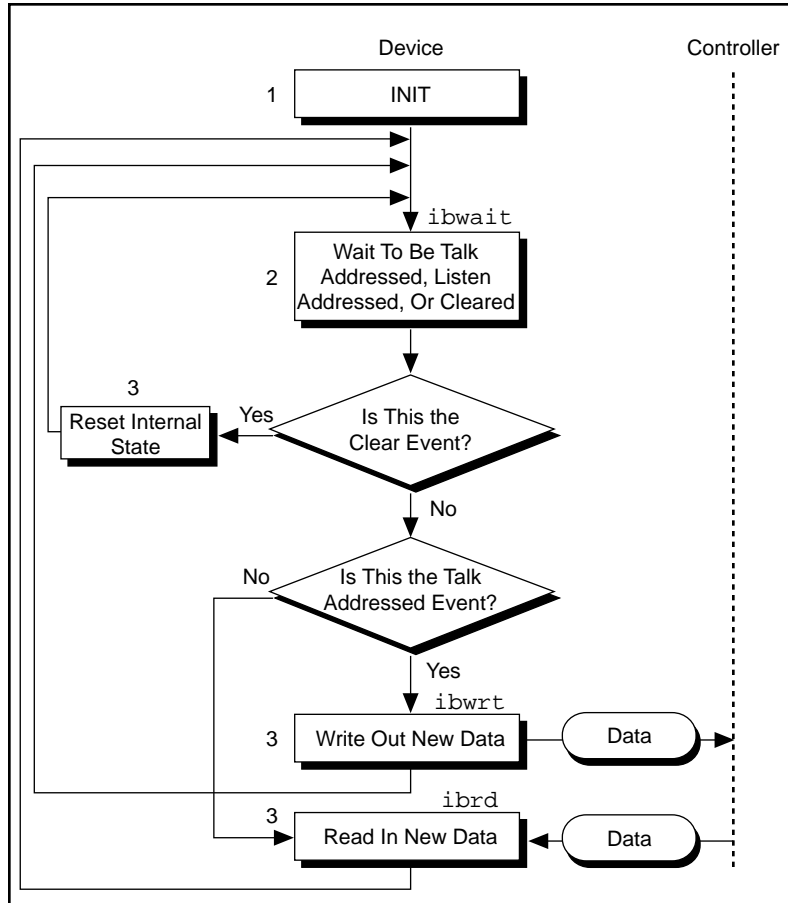 Device
Controller
1
INIT
ibwait
2
Wait To Be Talk
Addressed, Listen
Addressed, Or Cleared
3
Reset Internal
State
Yes
Is This the
Clear Event?
No
No
Is This the Talk
Addressed Event?
Yes
ibwrt
3
Write Out New Data
Data
ibrd
3
Read In New Data
Data